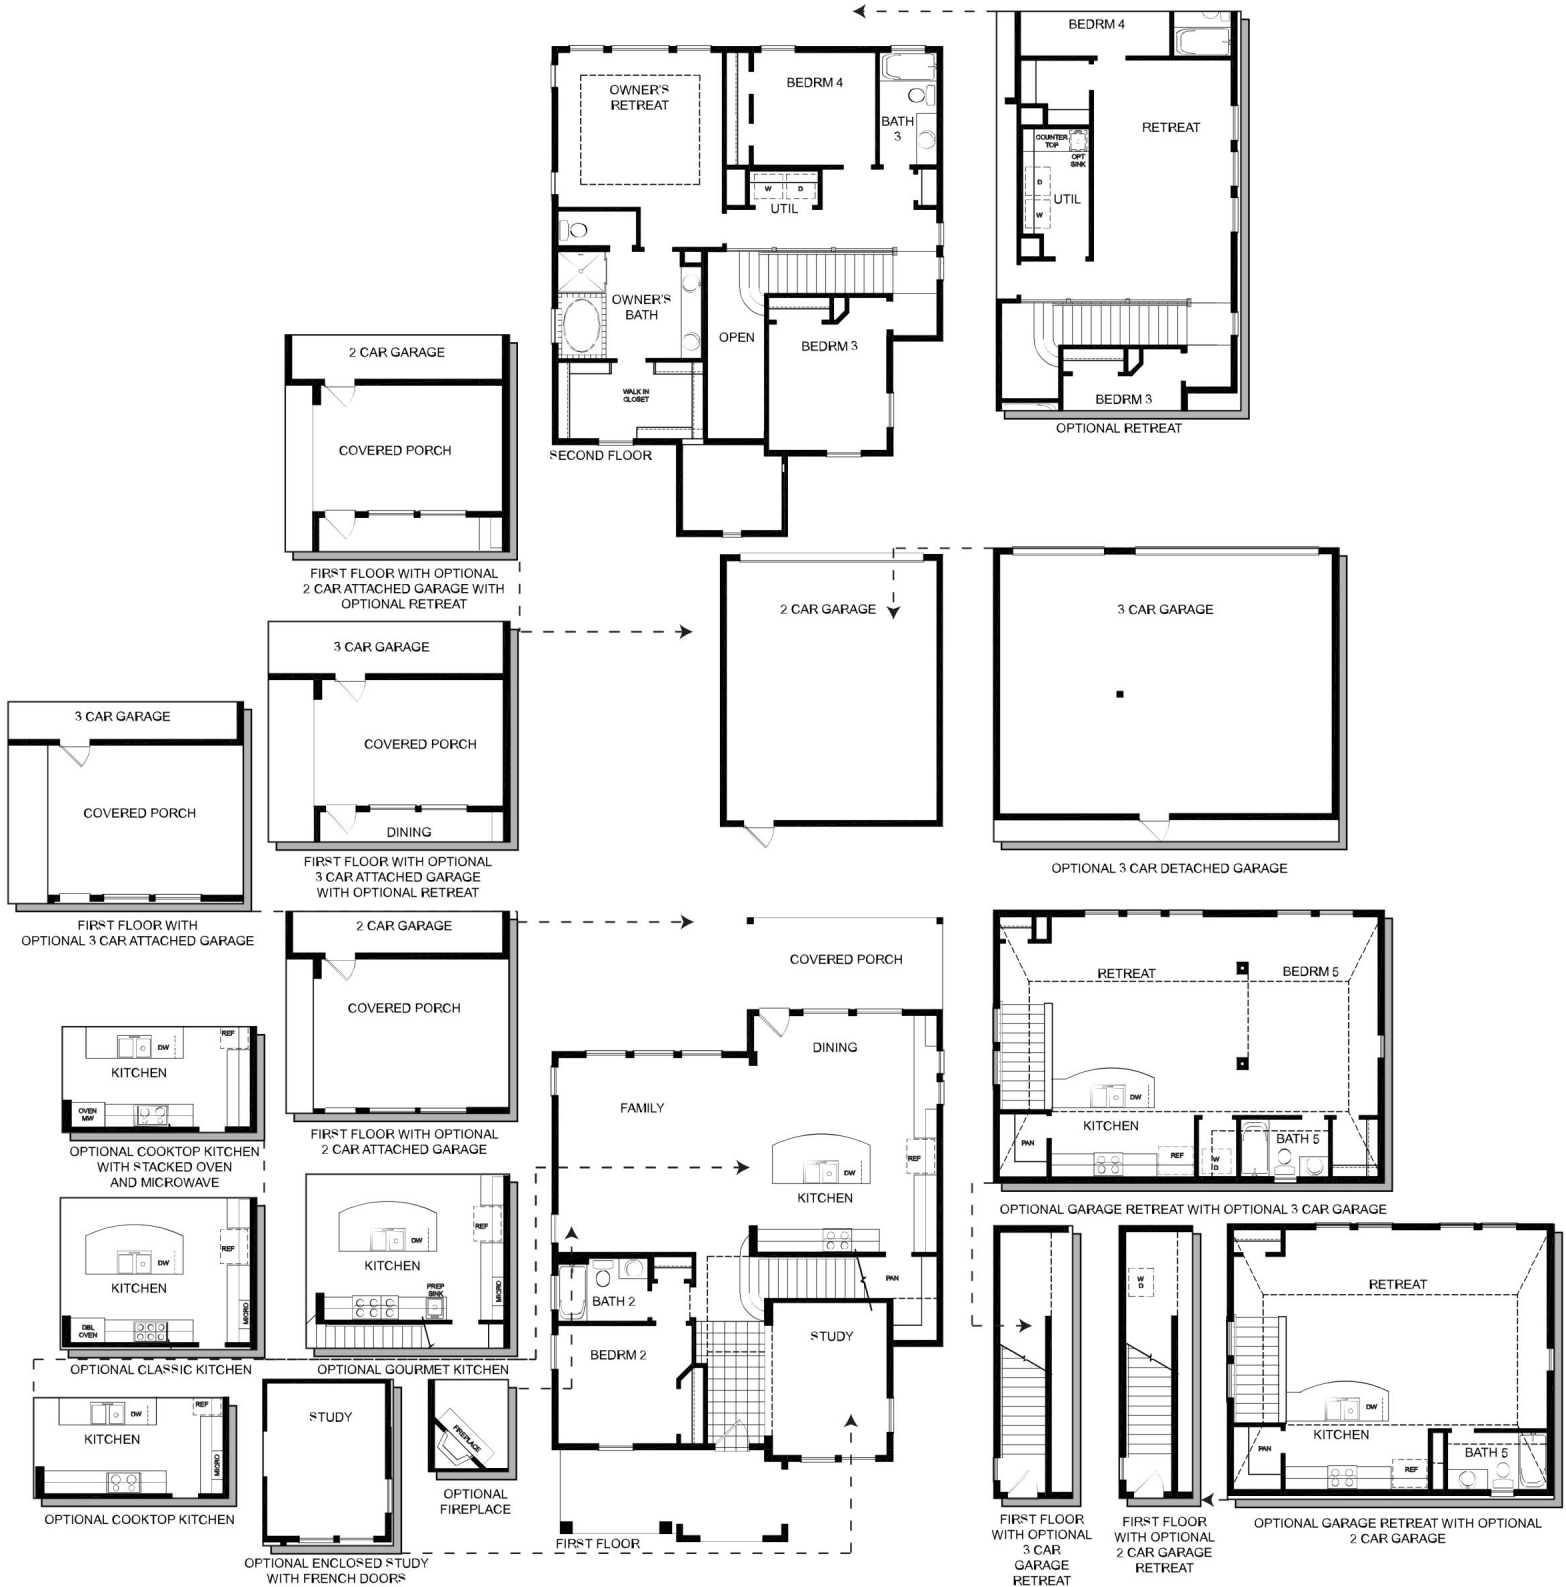 BEDRM 4
RETREAT
COUNTER
TOP
OPT
SINK
D
UTIL
W
BEDRM 3
OPTIONAL RETREAT
OWNER'S
RETREAT
BEDRM 4
BATH
3
W
D
UTIL
OWNER'S
BATH
OPEN
BEDRM 3
WALK IN
CLOSET
SECOND FLOOR
2 CAR GARAGE
COVERED PORCH
FIRST FLOOR WITH OPTIONAL
2 CAR ATTACHED GARAGE WITH
OPTIONAL RETREAT
3 CAR GARAGE
COVERED PORCH
DINING
FIRST FLOOR WITH OPTIONAL
3 CAR ATTACHED GARAGE
WITH OPTIONAL RETREAT
2 CAR GARAGE
3 CAR GARAGE
OPTIONAL 3 CAR DETACHED GARAGE
3 CAR GARAGE
COVERED PORCH
FIRST FLOOR WITH
OPTIONAL 3 CAR ATTACHED GARAGE
2 CAR GARAGE
COVERED PORCH
FIRST FLOOR WITH OPTIONAL
2 CAR ATTACHED GARAGE
COVERED PORCH
DINING
FAMILY
REF
DW
KITCHEN
PAN
BATH 2
STUDY
BEDRM 2
FIRST FLOOR
RETREAT
BEDRM 5
DW
KITCHEN
PAN
REF
W
D
BATH 5
OPTIONAL GARAGE RETREAT WITH OPTIONAL 3 CAR GARAGE
REF
DW
KITCHEN
OVEN
MW
OPTIONAL COOKTOP KITCHEN
WITH STACKED OVEN
AND MICROWAVE
REF
DW
KITCHEN
MICRO
DBL
OVEN
OPTIONAL CLASSIC KITCHEN
REF
DW
KITCHEN
PREP
SINK
MICRO
OPTIONAL GOURMET KITCHEN
REF
DW
KITCHEN
MICRO
OPTIONAL COOKTOP KITCHEN
STUDY
OPTIONAL ENCLOSED STUDY
WITH FRENCH DOORS
FIREPLACE
OPTIONAL
FIREPLACE
FIRST FLOOR
WITH OPTIONAL
3 CAR
GARAGE
RETREAT
W
D
FIRST FLOOR
WITH OPTIONAL
2 CAR GARAGE
RETREAT
RETREAT
DW
KITCHEN
PAN
REF
BATH 5
OPTIONAL GARAGE RETREAT WITH OPTIONAL
2 CAR GARAGE